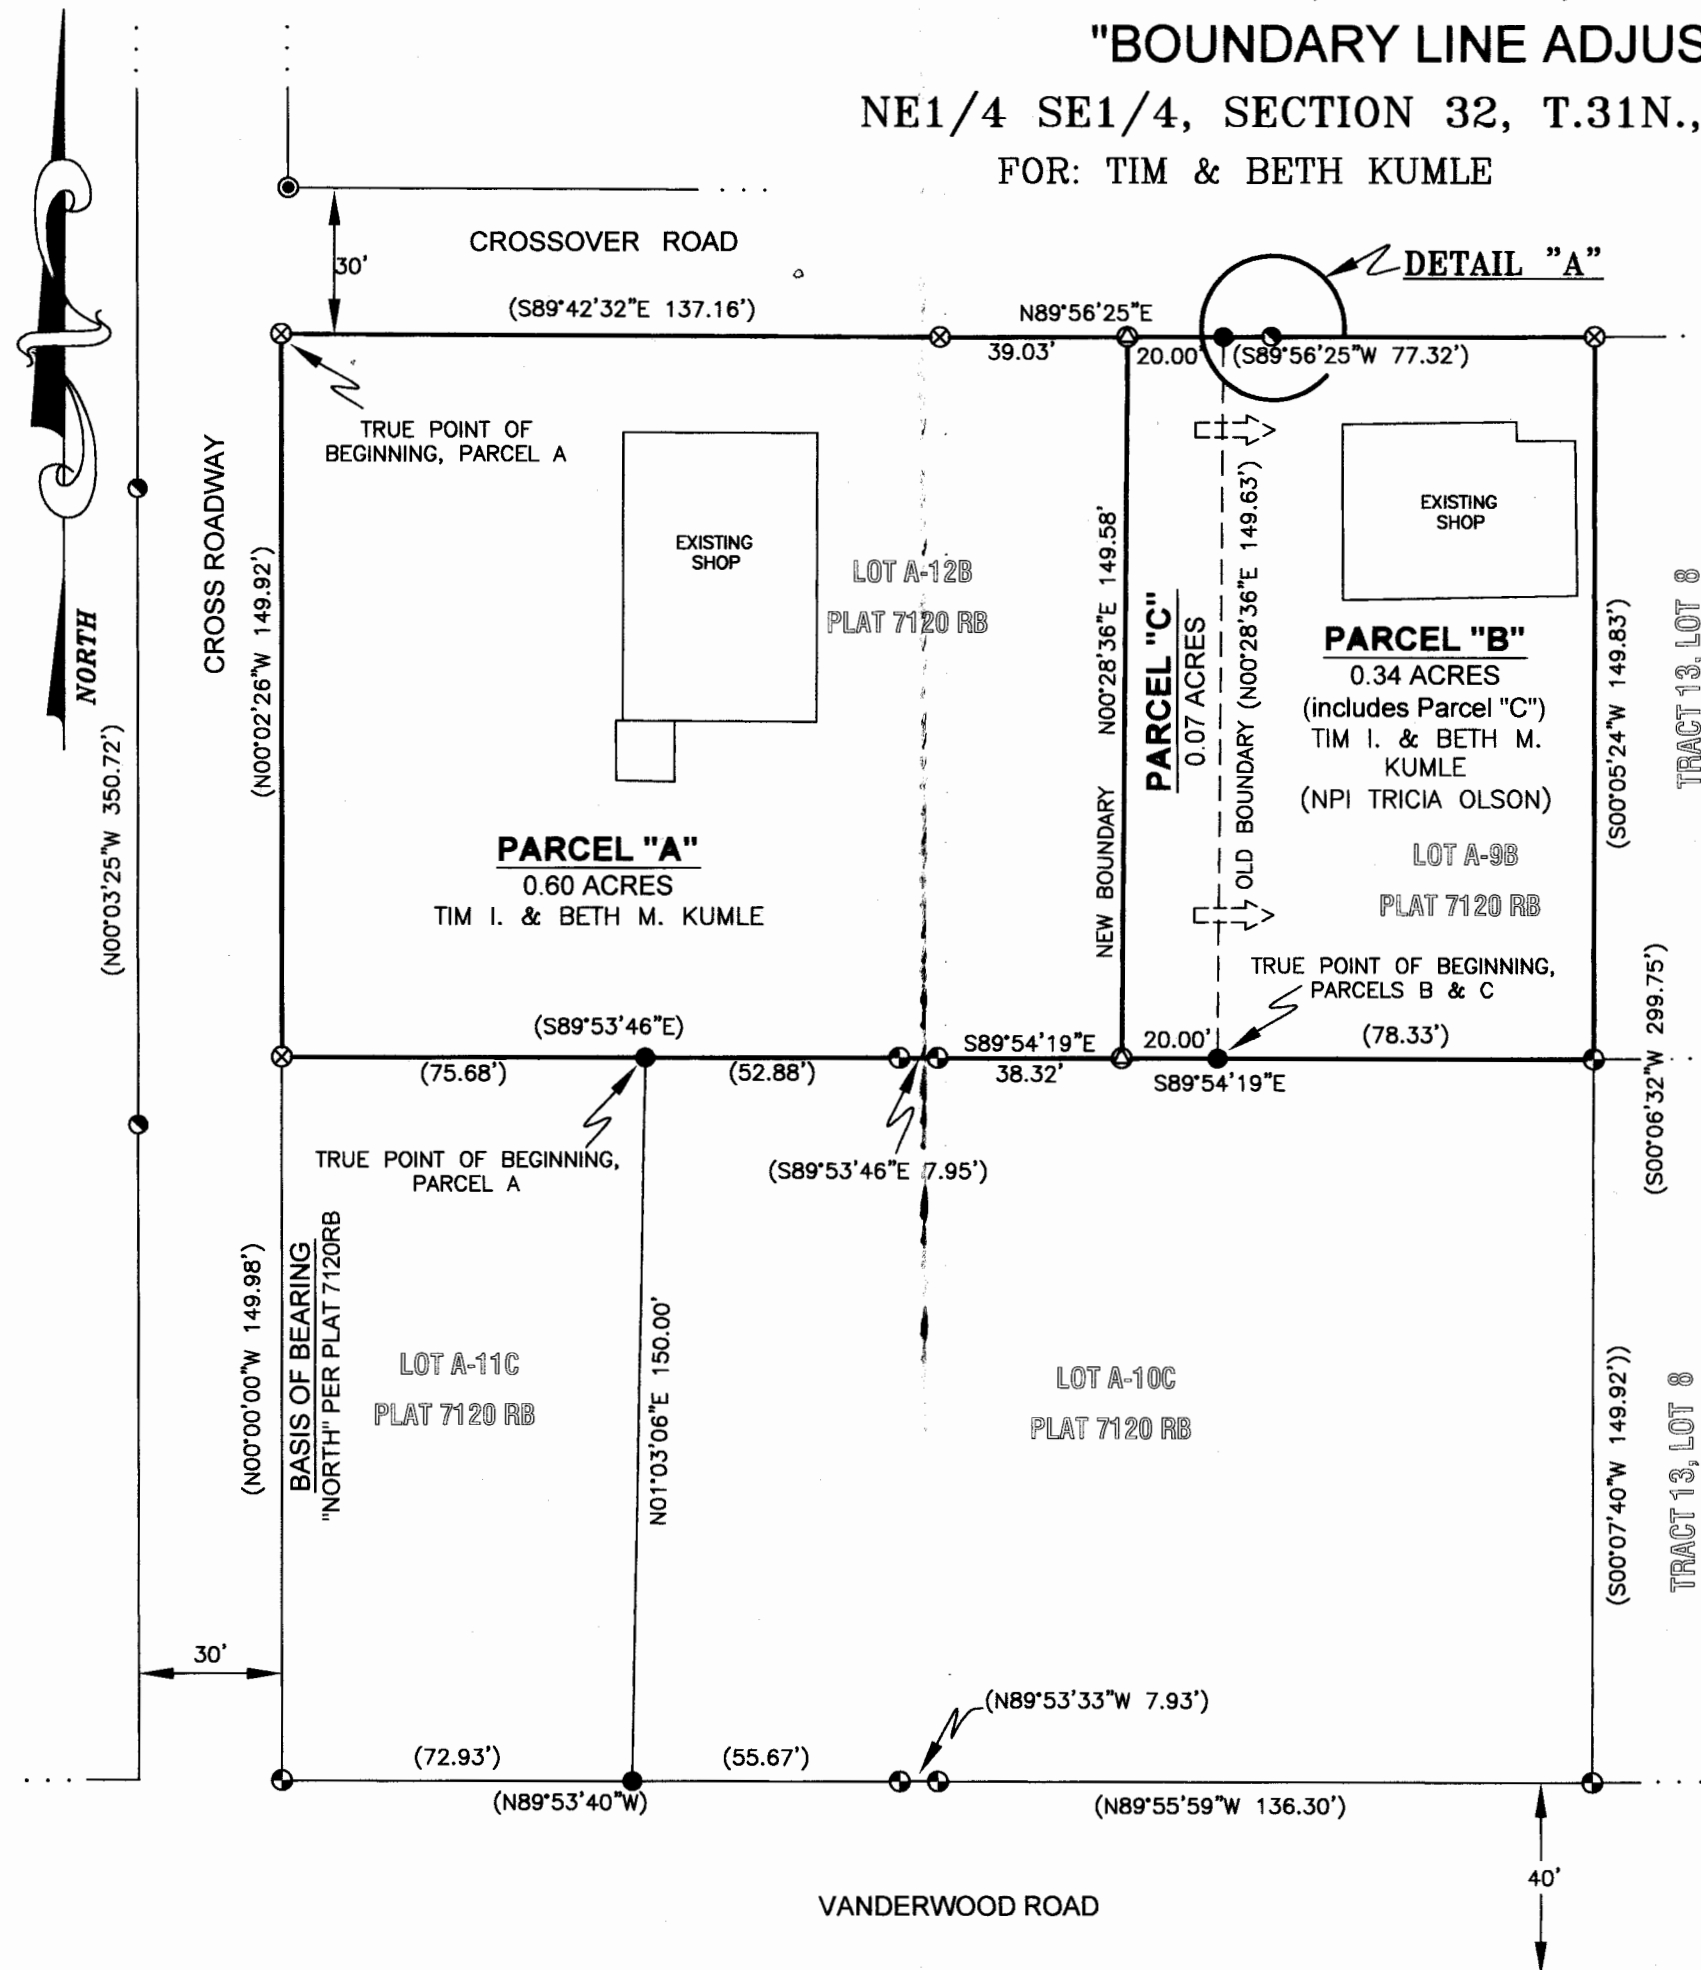 "BOUNDARY LINE ADJUS
NE1/4 SE1/4, SECTION 32, T.31N.,
FOR: TIM & BETH KUMLE
CROSSOVER ROAD
30'
DETAIL "A"
(S89°42'32"E 137.16')
N89°56'25"E
39.03'
20.00'
(S89°56'25"W 77.32')
TRUE POINT OF
BEGINNING, PARCEL A
CROSS ROADWAY
(N00°02'26"W 149.92')
NORTH
(N00°03'25"W 350.72')
EXISTING
SHOP
LOT A-12B
PLAT 7120 RB
NEW BOUNDARY N00°28'36"E 149.58'
PARCEL "C"
0.07 ACRES
OLD BOUNDARY (N00°28'36"E 149.63')
EXISTING
SHOP
PARCEL "B"
0.34 ACRES
(includes Parcel "C")
TIM I. & BETH M.
KUMLE
(NPI TRICIA OLSON)
LOT A-9B
PLAT 7120 RB
(S00°05'24"W 149.83')
TRACT 13, LOT 8
PARCEL "A"
0.60 ACRES
TIM I. & BETH M. KUMLE
TRUE POINT OF BEGINNING,
PARCELS B & C
(S89°53'46"E)
(75.68')
(52.88')
S89°54'19"E
38.32'
20.00'
S89°54'19"E
(78.33')
(S00°06'32"W 299.75')
TRUE POINT OF BEGINNING,
PARCEL A
(S89°53'46"E 7.95')
(N00°00'00"W 149.98')
BASIS OF BEARING
"NORTH" PER PLAT 7120RB
LOT A-11C
PLAT 7120 RB
N01°03'06"E 150.00'
LOT A-10C
PLAT 7120 RB
(S00°07'40"W 149.92'))
TRACT 13, LOT 8
30'
(N89°53'33"W 7.93')
(72.93')
(55.67')
(N89°53'40"W)
(N89°55'59"W 136.30')
40'
VANDERWOOD ROAD